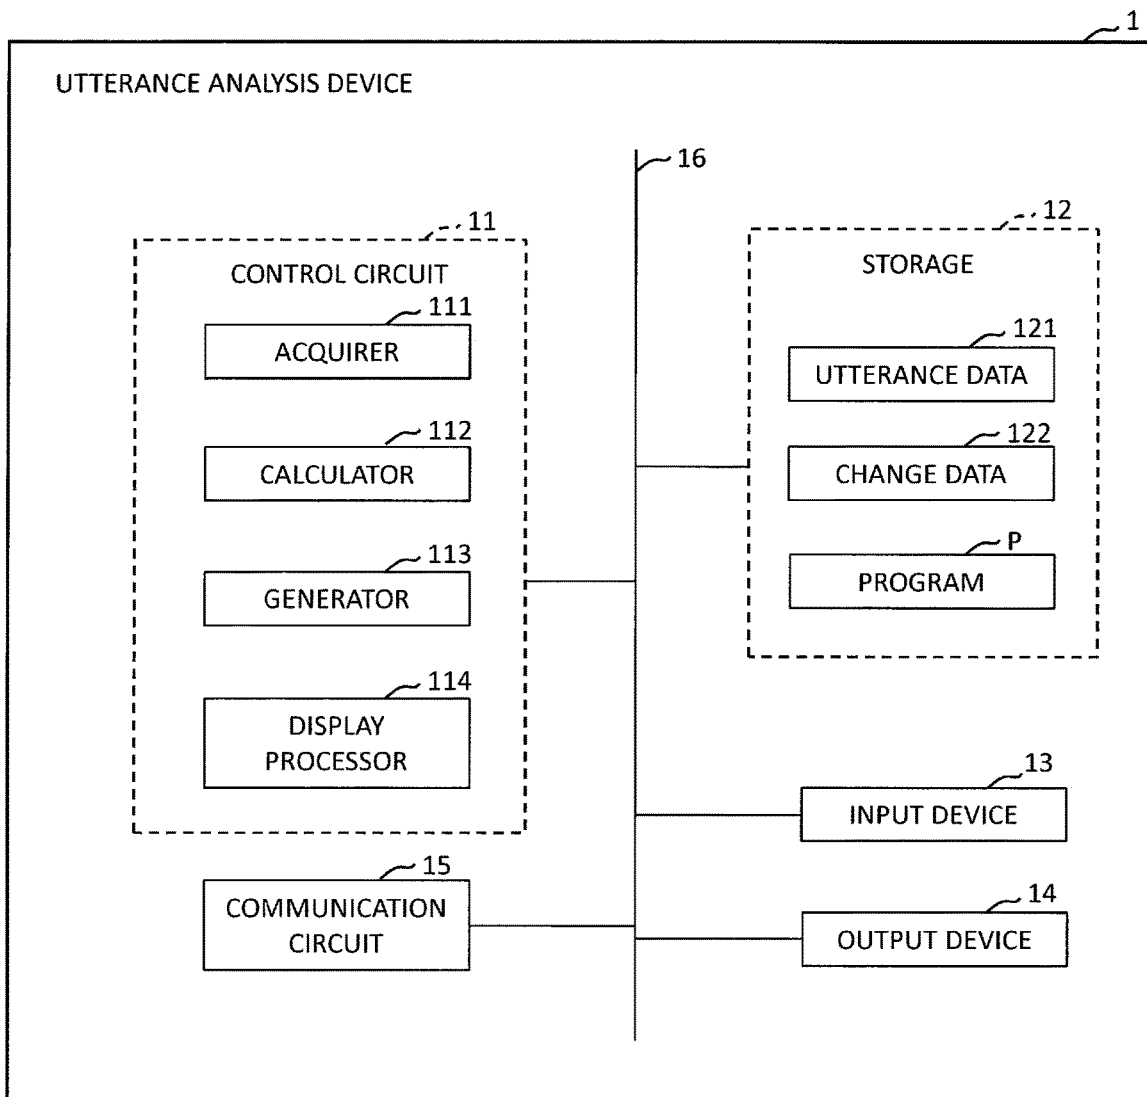 1
UTTERANCE ANALYSIS DEVICE
16
11
CONTROL CIRCUIT
111
ACQUIRER
112
CALCULATOR
113
GENERATOR
114
DISPLAY
PROCESSOR
15
COMMUNICATION
CIRCUIT
12
STORAGE
121
UTTERANCE DATA
122
CHANGE DATA
P
PROGRAM
13
INPUT DEVICE
14
OUTPUT DEVICE